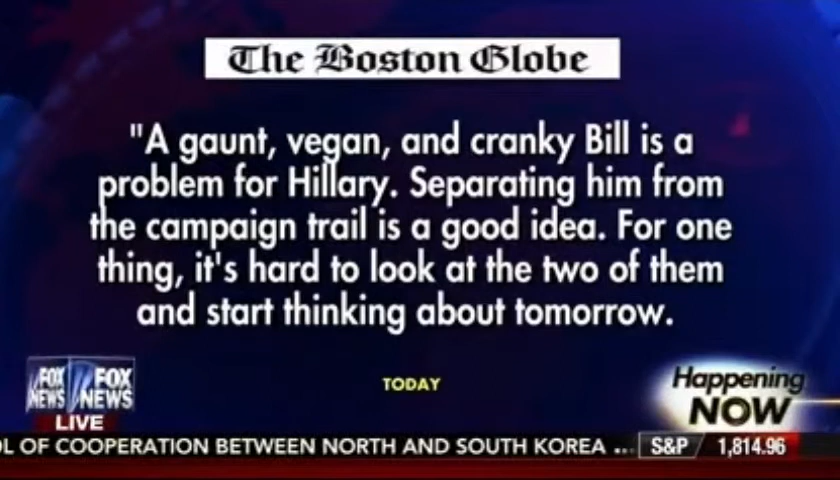 The Boston Globe
"A gaunt, vegan, and cranky Bill is a
problem for Hillary. Separating him from
the campaign trail is a good idea. For one
thing, it's hard to look at the two of them
and start thinking about tomorrow.
TODAY
FOX NEWS
FOX NEWS
LIVE
Happening
NOW
OL OF COOPERATION BETWEEN NORTH AND SOUTH KOREA ... S&P 1,814.96